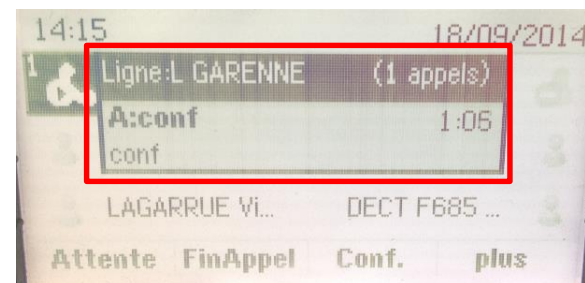 14:15 18/09/2014
1 Ligne:L GARENNE (1 appels)
A:conf 1:06
conf
LAGARRUE Vi... DECT F685 ...
Attente FinAppel Conf. plus